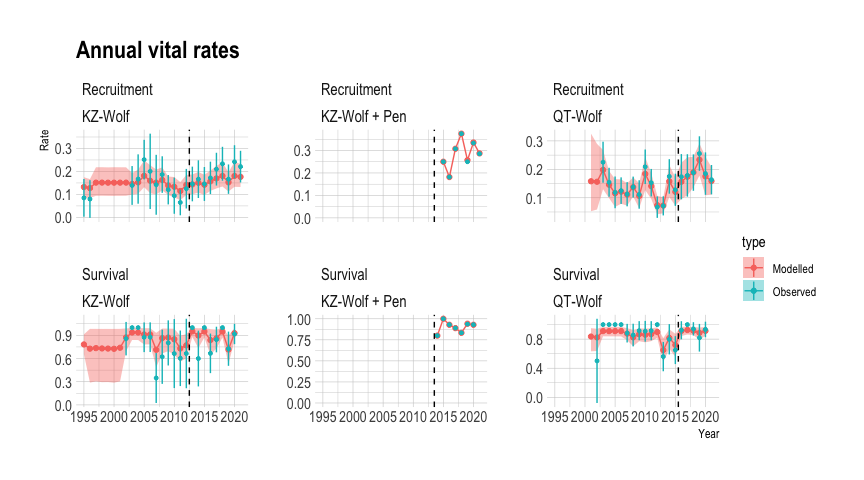 Annual vital rates
Recruitment
KZ-Wolf
Recruitment
KZ-Wolf + Pen
Recruitment
QT-Wolf
Rate
0.3
0.2
0.1
0.0
0.3
0.2
0.1
0.0
0.3
0.2
0.1
type
Modelled
Observed
Survival
KZ-Wolf
Survival
KZ-Wolf + Pen
Survival
QT-Wolf
0.9
0.6
0.3
0.0
1.00
0.75
0.50
0.25
0.00
0.8
0.4
0.0
1995 2000 2005 2010 2015 2020
1995 2000 2005 2010 2015 2020
1995 2000 2005 2010 2015 2020
Year